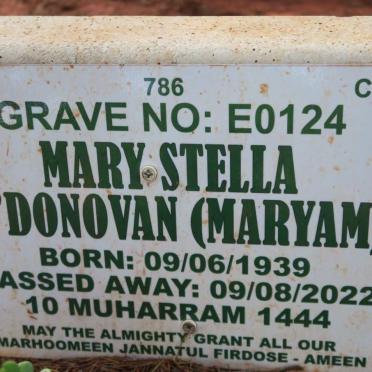 786 C
GRAVE NO: E0124
MARY STELLA
'DONOVAN (MARYAM)
BORN: 09/06/1939
ASSED AWAY: 09/08/2022
10 MUHARRAM 1444
MAY THE ALMIGHTY GRANT ALL OUR
MARHOOMEEN JANNATUL FIRDOSE - AMEEN